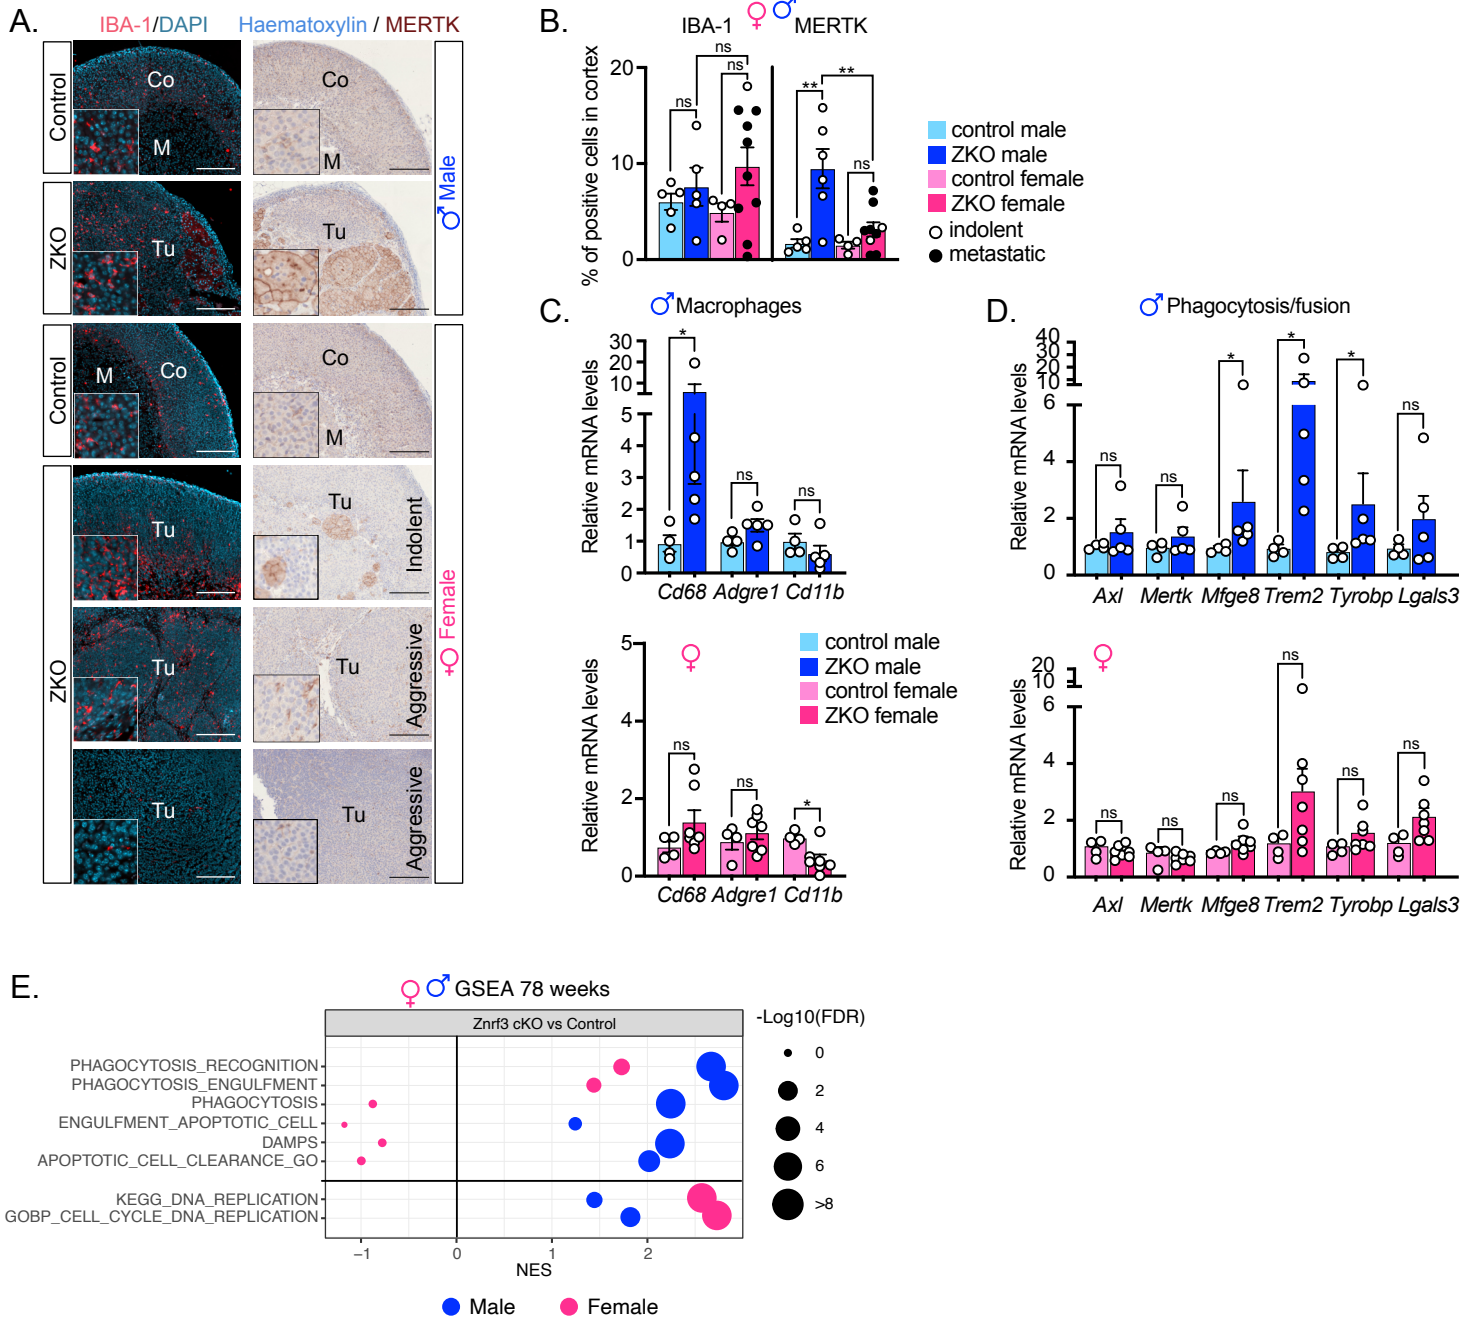 A.
IBA-1/DAPI
Haematoxylin / MERTK
Control
Co
M
Co
M
ZKO
Tu
Tu
♂ Male
Control
M
Co
Co
M
ZKO
Tu
Tu
Indolent
Tu
Tu
Aggressive
Tu
Tu
Aggressive
♀ Female
B.
IBA-1 ♀ ♂ MERTK
% of positive cells in cortex
20
10
0
ns
ns
ns
**
**
ns
control male
ZKO male
control female
ZKO female
indolent
metastatic
C.
♂ Macrophages
Relative mRNA levels
30
20
10
5
4
3
2
1
0
*
ns
ns
Cd68 Adgre1 Cd11b
♀
Relative mRNA levels
5
4
2
0
ns
ns
*
Cd68 Adgre1 Cd11b
control male
ZKO male
control female
ZKO female
D.
♂ Phagocytosis/fusion
Relative mRNA levels
40
30
20
10
6
4
2
0
ns
ns
*
*
*
ns
Axl Mertk Mfge8 Trem2 Tyrobp Lgals3
♀
Relative mRNA levels
20
10
6
4
2
0
ns
ns
ns
ns
ns
ns
Axl Mertk Mfge8 Trem2 Tyrobp Lgals3
E.
♀ ♂ GSEA 78 weeks
Znrf3 cKO vs Control
PHAGOCYTOSIS_RECOGNITION
PHAGOCYTOSIS_ENGULFMENT
PHAGOCYTOSIS
ENGULFMENT_APOPTOTIC_CELL
DAMPS
APOPTOTIC_CELL_CLEARANCE_GO
KEGG_DNA_REPLICATION
GOBP_CELL_CYCLE_DNA_REPLICATION
−1 0 1 2
NES
Male Female
-Log10(FDR)
0
2
4
6
>8